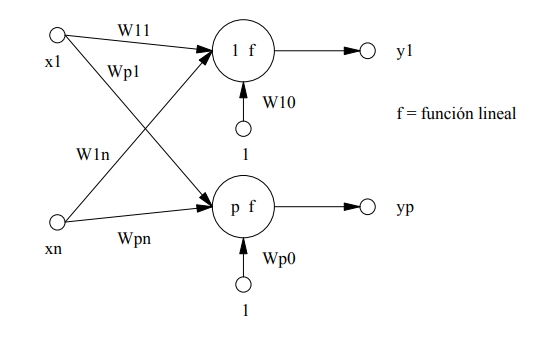 W11
x1
Wp1
1 f
y1
W10
f = función lineal
W1n
1
p f
yp
xn
Wpn
Wp0
1